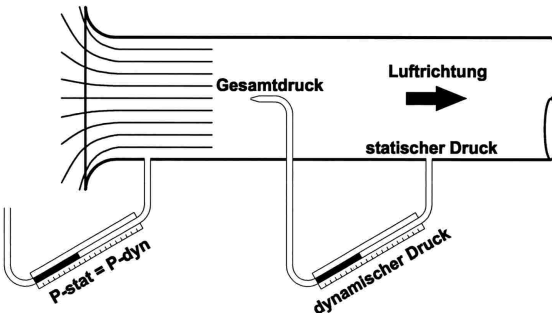 Gesamtdruck
Luftrichtung
statischer Druck
P-stat = P-dyn
dynamischer Druck